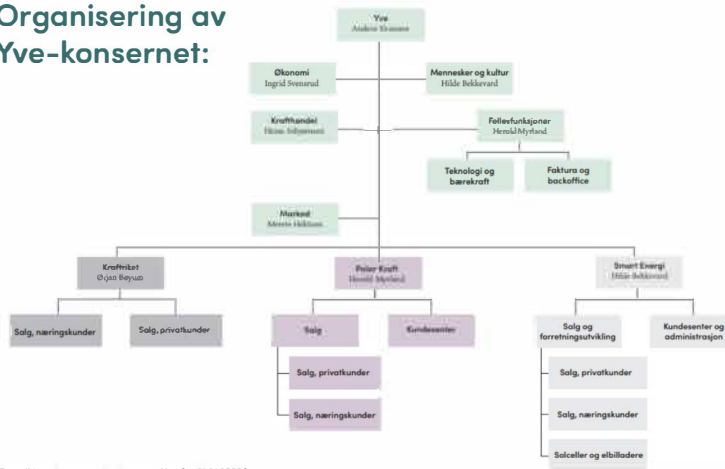 Organisering av
Yve-konsernet:
Yve
Økonomi
Ingrid Svensrud
Mennesker og kultur
Hilde Bekkevard
Krafthandel
Fellesfunksjoner
Herold Myrland
Teknologi og
bærekraft
Faktura og
backoffice
Marked
Kraftriket
Ørjan Bøyum
Polar Kraft
Herold Myrland
Smart Energi
Hilde Bekkevard
Salg, næringskunder
Salg, privatkunder
Salg
Kundesenter
Salg og
forretningsutvikling
Kundesenter og
administrasjon
Salg, privatkunder
Salg, næringskunder
Salg, privatkunder
Salg, næringskunder
Solceller og elbilladere